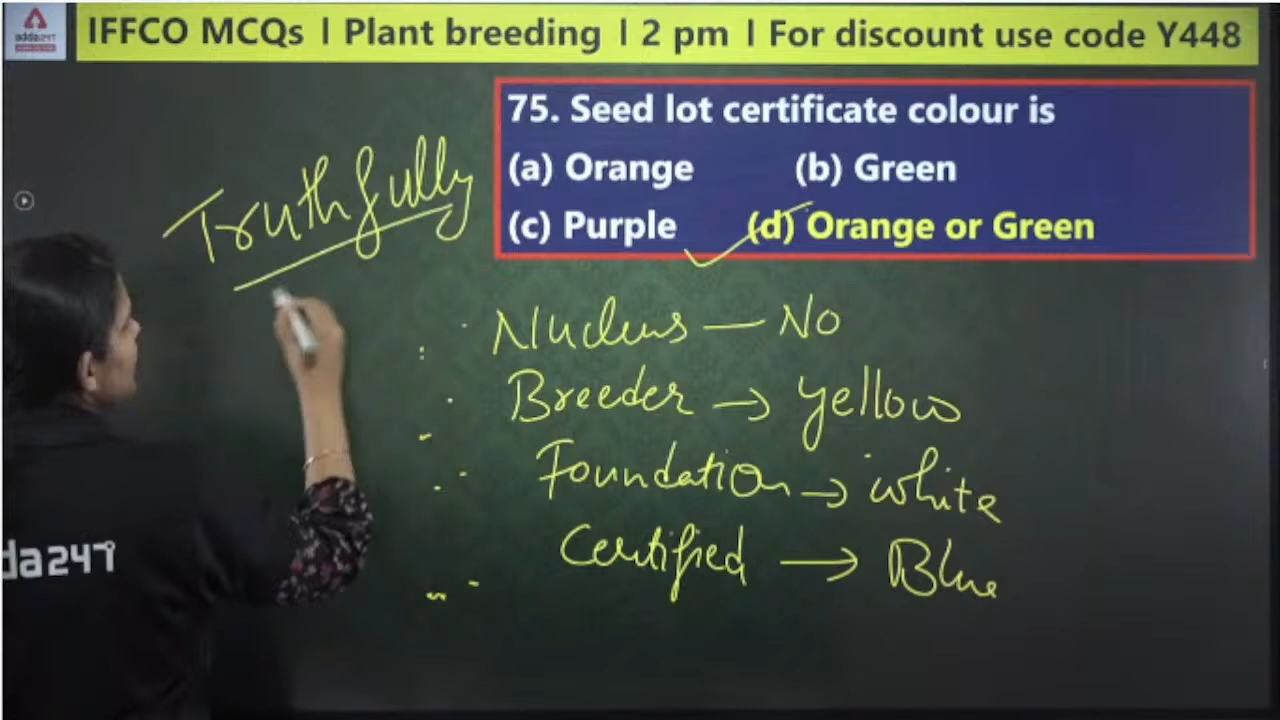 adda247
IFFCO MCQs | Plant breeding | 2 pm | For discount use code Y448
75. Seed lot certificate colour is
(a) Orange (b) Green
(c) Purple (d) Orange or Green
Truthfully
Nucleus — No
Breeder → yellow
Foundation → white
Certified → Blue
da247